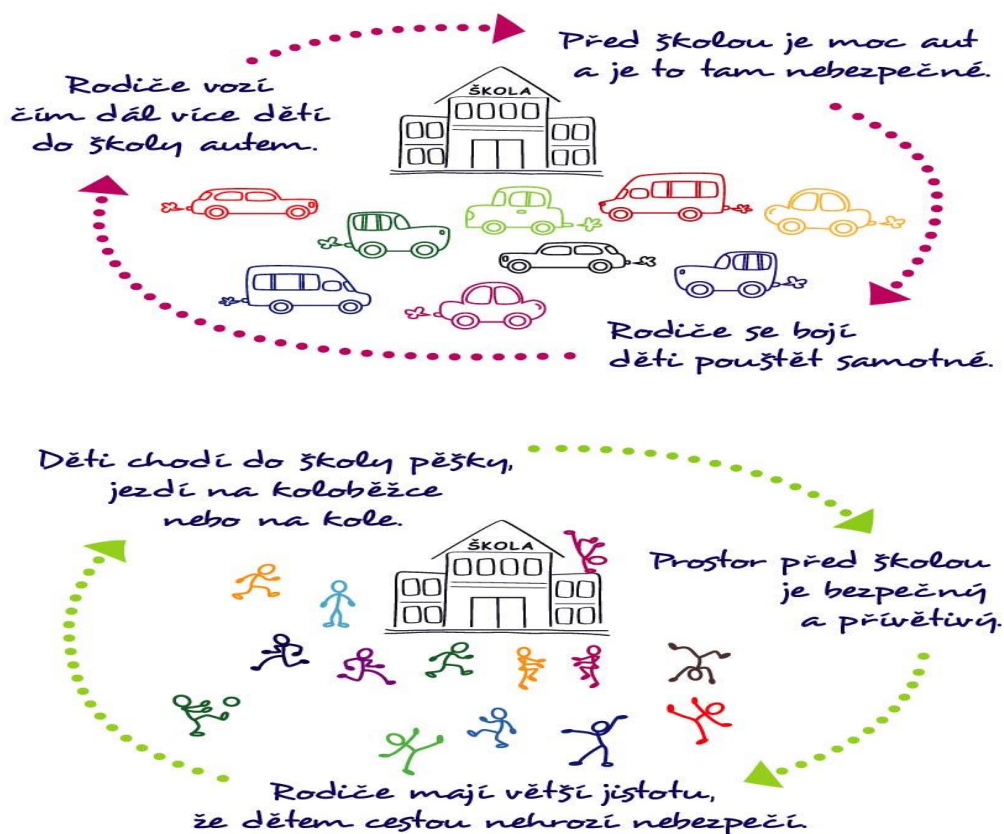 Rodiče vozí
čím dál více dětí
do školy autem.
Před školou je moc aut
a je to tam nebezpečné.
ŠKOLA
Rodiče se bojí
děti pouštět samotné.
Děti chodí do školy pěšky,
jezdí na koloběžce
nebo na kole.
ŠKOLA
Prostor před školou
je bezpečný
a přívětivý.
Rodiče mají větší jistotu,
že dětem cestou nehrozí nebezpečí.